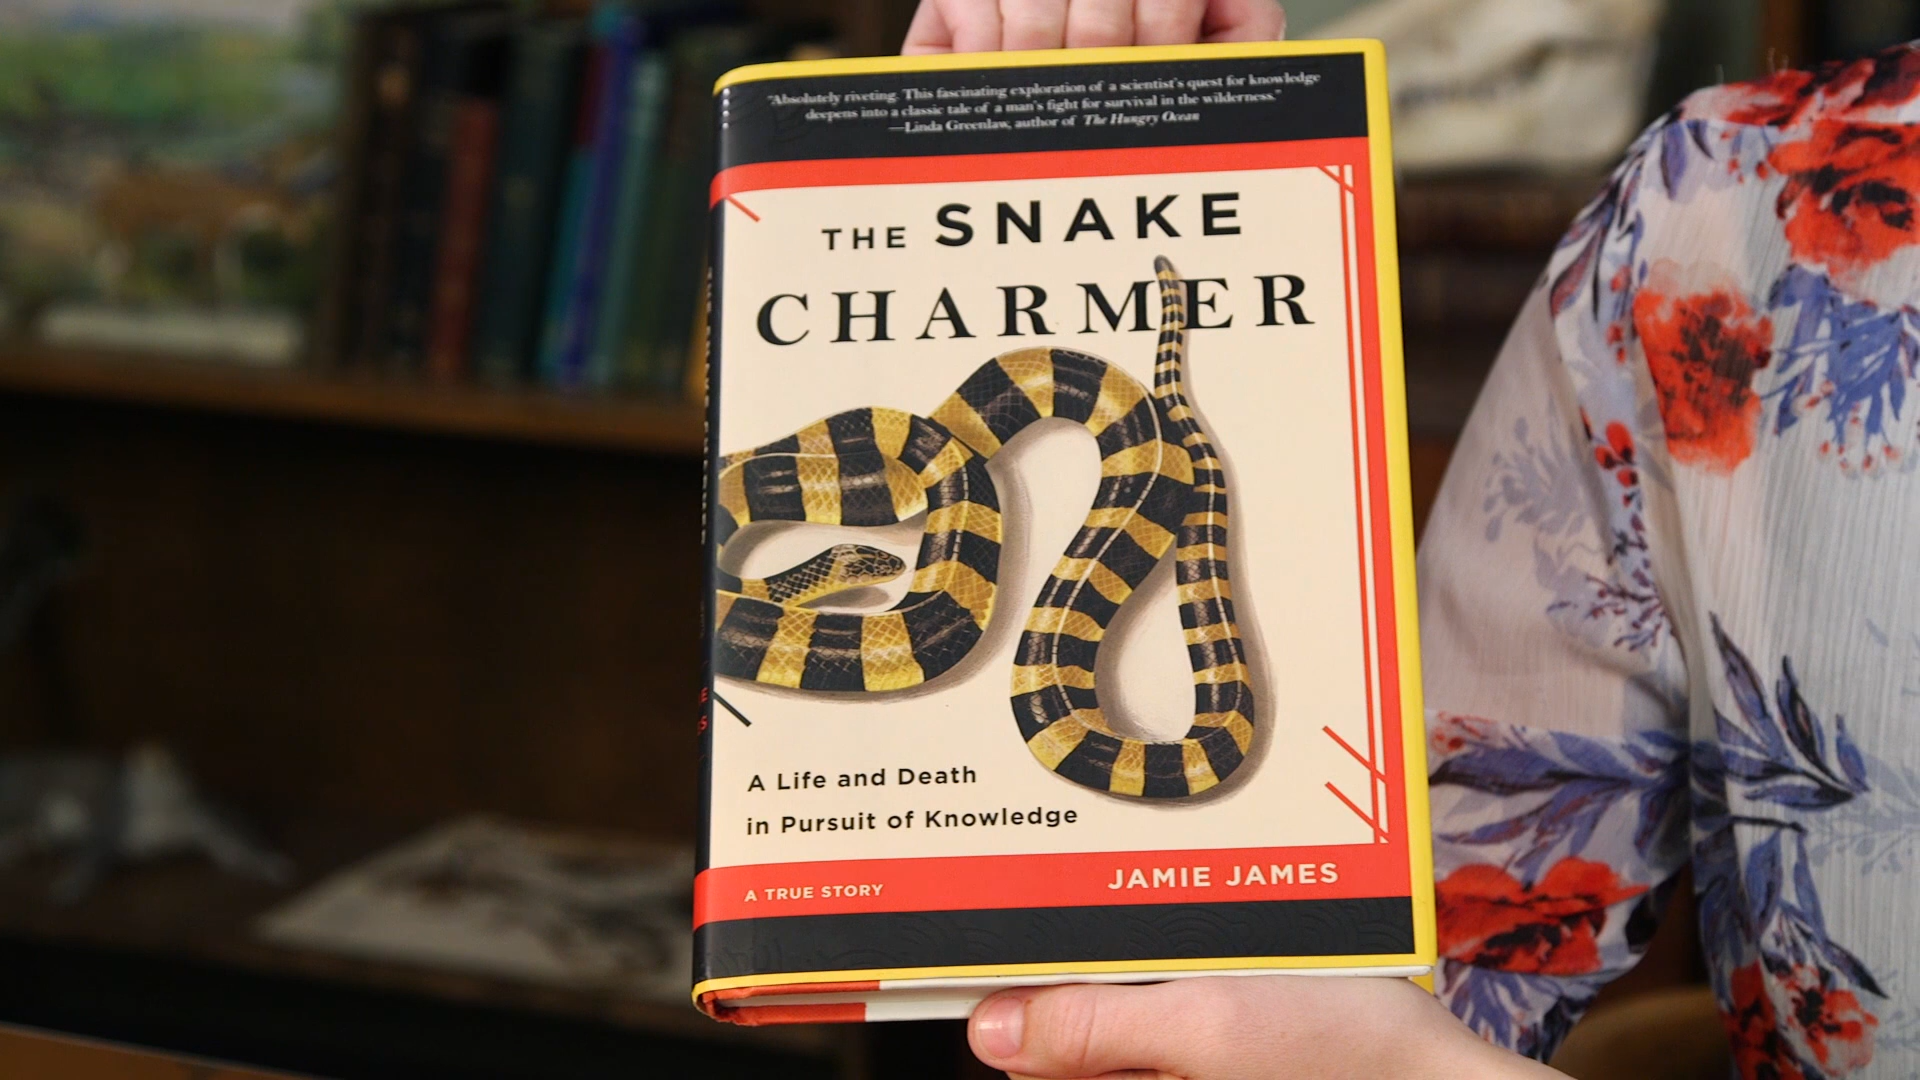 "Absolutely riveting. This fascinating exploration of a scientist's quest for knowledge
deepens into a classic tale of a man's fight for survival in the wilderness."
—Linda Greenlaw, author of The Hungry Ocean
THE SNAKE
CHARMER
A Life and Death
in Pursuit of Knowledge
A TRUE STORY
JAMIE JAMES